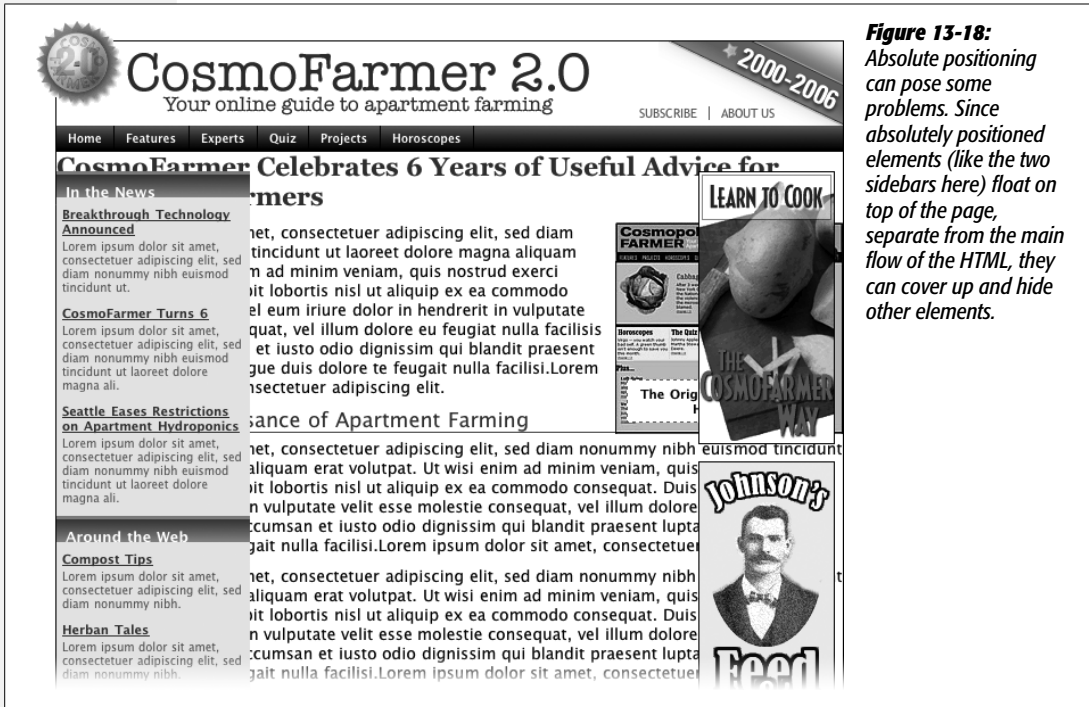 COSMO
2.0
FARMER
CosmoFarmer 2.0
Your online guide to apartment farming
2000-2006
SUBSCRIBE | ABOUT US
Home Features Experts Quiz Projects Horoscopes
CosmoFarmer Celebrates 6 Years of Useful Advice for
rmers
In the News
Breakthrough Technology
Announced
Lorem ipsum dolor sit amet,
consectetuer adipiscing elit, sed
diam nonummy nibh euismod
tincidunt ut.
CosmoFarmer Turns 6
Lorem ipsum dolor sit amet,
consectetuer adipiscing elit, sed
diam nonummy nibh euismod
tincidunt ut laoreet dolore
magna ali.
Seattle Eases Restrictions
on Apartment Hydroponics
Lorem ipsum dolor sit amet,
consectetuer adipiscing elit, sed
diam nonummy nibh euismod
tincidunt ut laoreet dolore
magna ali.
Around the Web
Compost Tips
Lorem ipsum dolor sit amet,
consectetuer adipiscing elit, sed
diam nonummy nibh.
Herban Tales
Lorem ipsum dolor sit amet,
consectetuer adipiscing elit, sed
diam nonummy nibh.
net, consectetuer adipiscing elit, sed diam
tincidunt ut laoreet dolore magna aliquam
m ad minim veniam, quis nostrud exerci
it lobortis nisl ut aliquip ex ea commodo
el eum iriure dolor in hendrerit in vulputate
quat, vel illum dolore eu feugiat nulla facilisis
et iusto odio dignissim qui blandit praesent
gue duis dolore te feugait nulla facilisi.Lorem
nsectetuer adipiscing elit.
sance of Apartment Farming
net, consectetuer adipiscing elit, sed diam nonummy nibh euismod tincidunt
aliquam erat volutpat. Ut wisi enim ad minim veniam, quis
it lobortis nisl ut aliquip ex ea commodo consequat. Duis
n vulputate velit esse molestie consequat, vel illum dolore
ccumsan et iusto odio dignissim qui blandit praesent lupta
gait nulla facilisi.Lorem ipsum dolor sit amet, consectetuer
net, consectetuer adipiscing elit, sed diam nonummy nibh t
aliquam erat volutpat. Ut wisi enim ad minim veniam, quis
it lobortis nisl ut aliquip ex ea commodo consequat. Duis
n vulputate velit esse molestie consequat, vel illum dolore
ccumsan et iusto odio dignissim qui blandit praesent lupta
gait nulla facilisi.Lorem ipsum dolor sit amet, consectetuer
Cosmopol
FARMER
Horoscopes The Quiz
Plus...
The Orig
H
LEARN TO COOK
THE
COSMOFARMER
WAY
Johnson's
Feed
Figure 13-18:
Absolute positioning
can pose some
problems. Since
absolutely positioned
elements (like the two
sidebars here) float on
top of the page,
separate from the main
flow of the HTML, they
can cover up and hide
other elements.